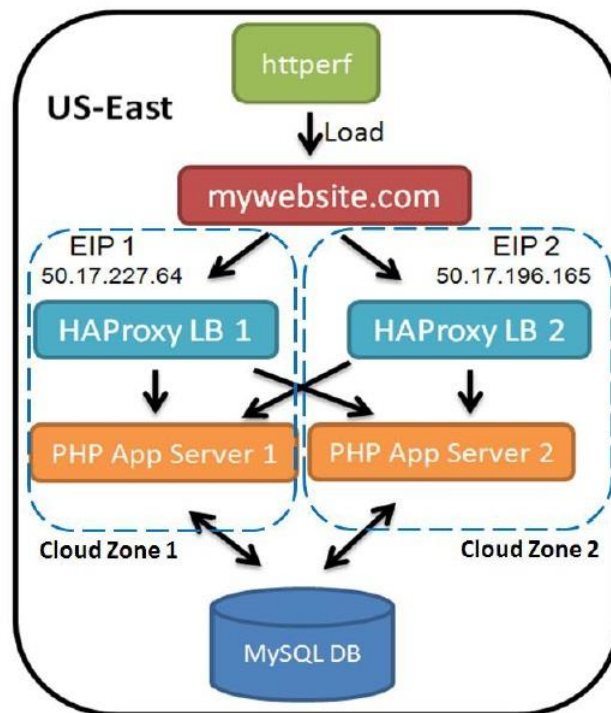 httperf
US-East
Load
mywebsite.com
EIP 1
50.17.227.64
EIP 2
50.17.196.165
HAProxy LB 1
HAProxy LB 2
PHP App Server 1
PHP App Server 2
Cloud Zone 1
Cloud Zone 2
MySQL DB